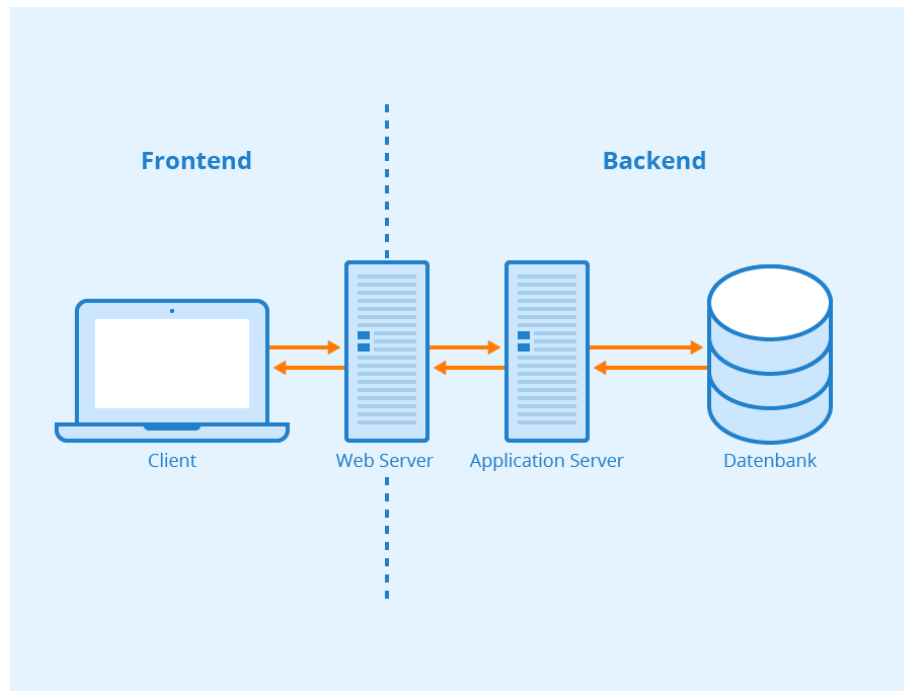 Frontend
Backend
Client
Web Server
Application Server
Datenbank